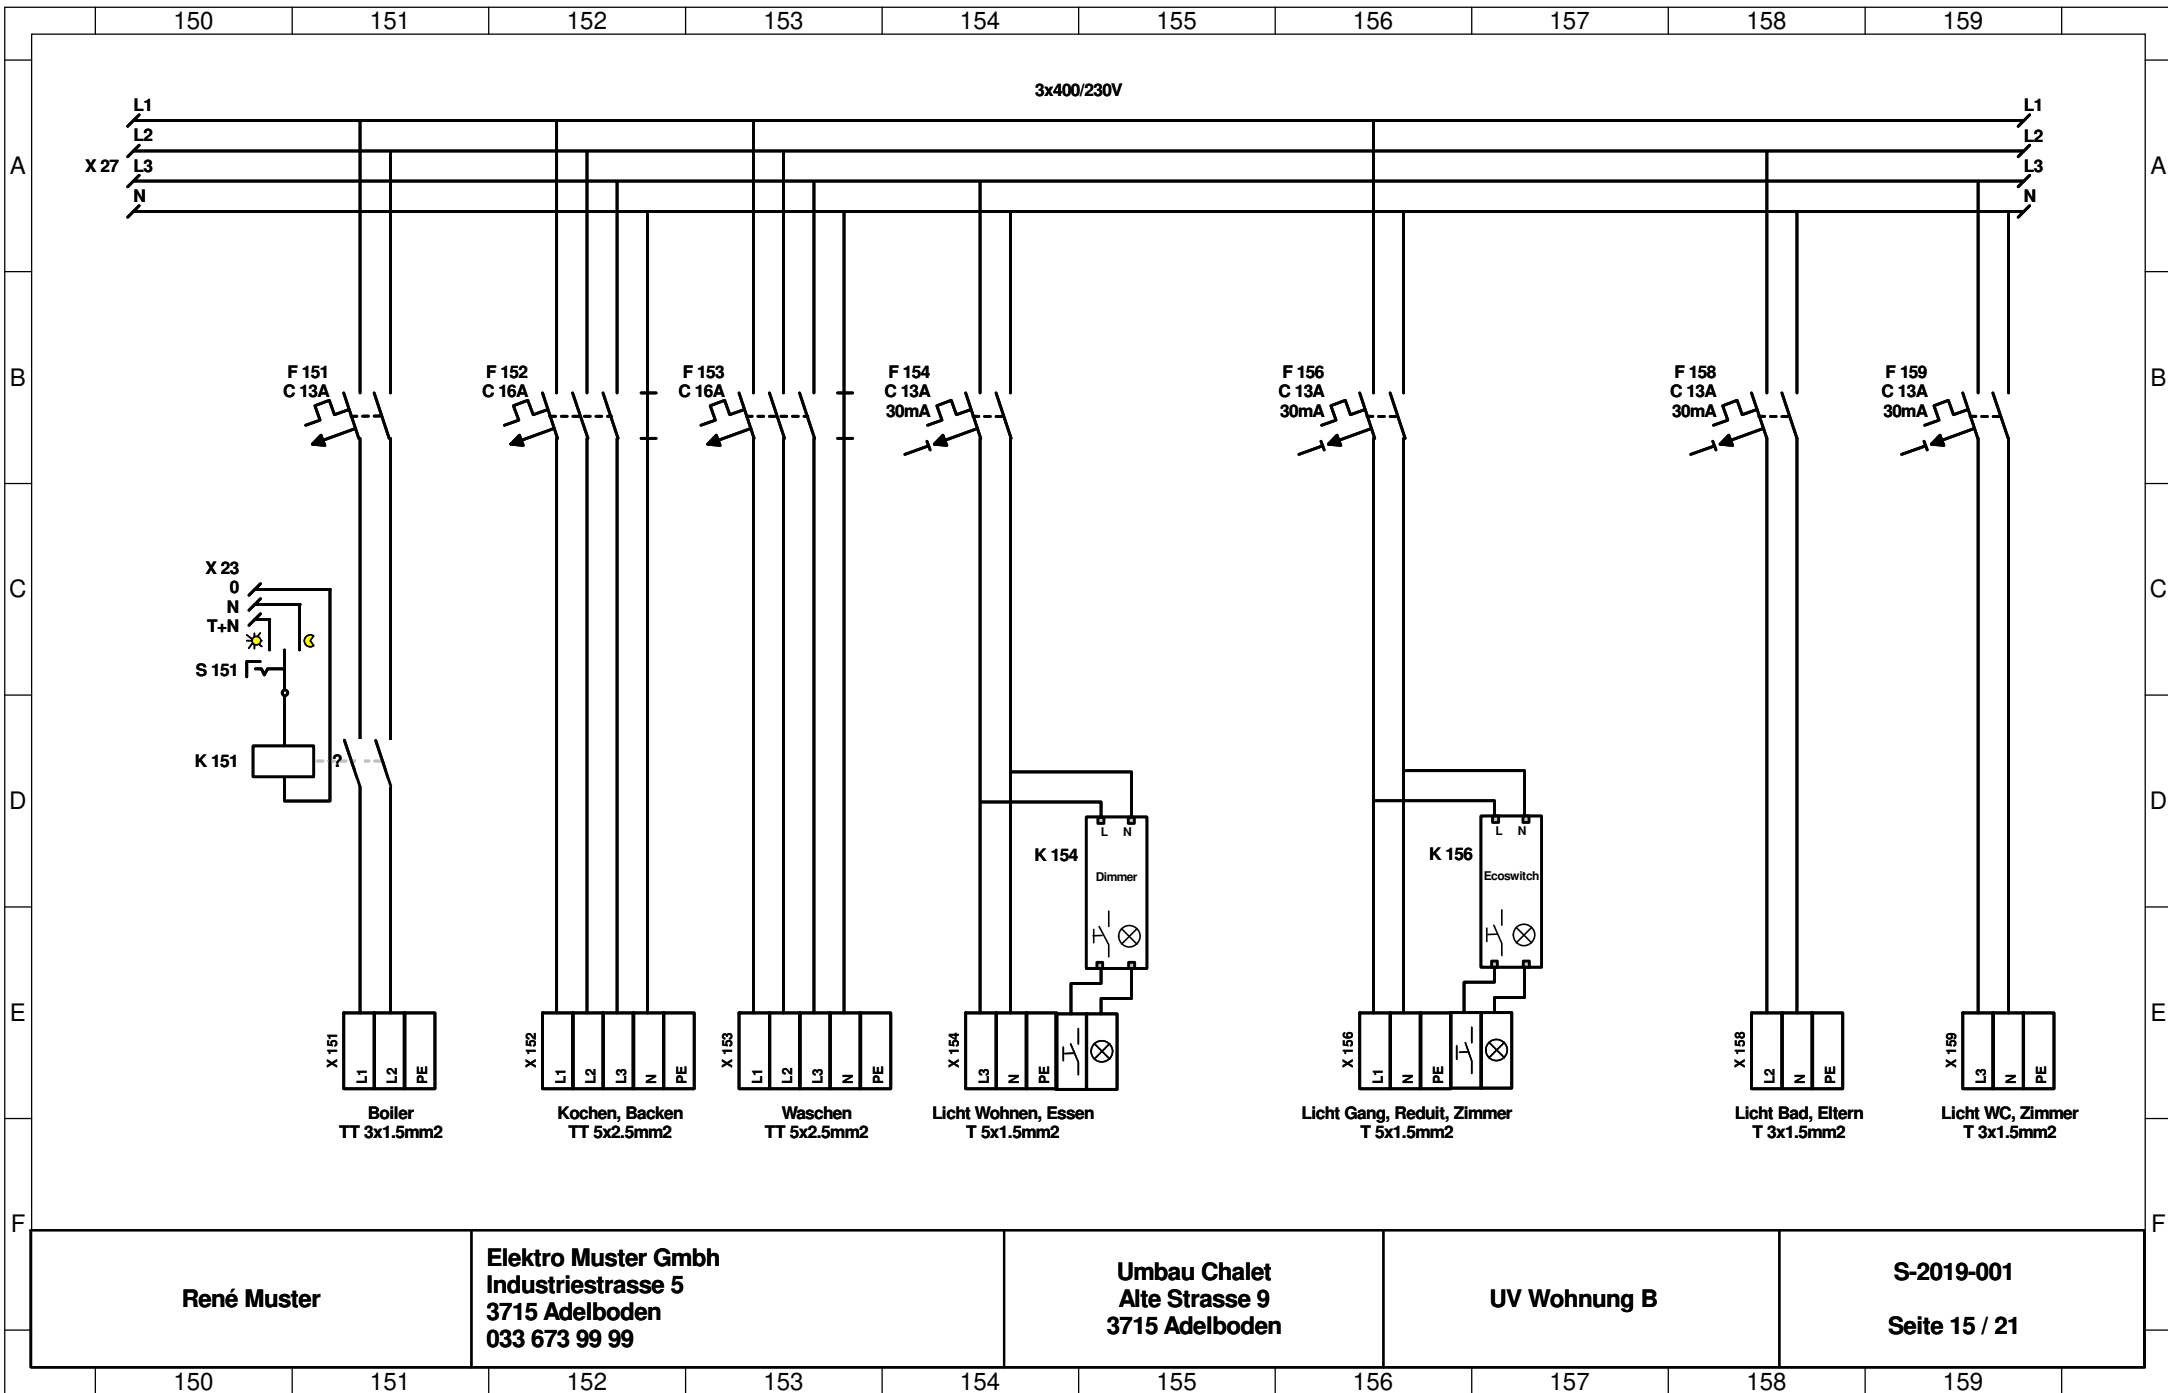 150 151 152 153 154 155 156 157 158 159
3x400/230V
L1 L1
L2 L2
A X 27 L3 L3 A
N N
B B
F 151 F 152 F 153 F 154 F 156 F 158 F 159
C 13A C 16A C 16A C 13A C 13A C 13A C 13A
30mA 30mA 30mA 30mA
X 23
C 0 C
N
T+N
S 151
K 151 ?
D D
L N L N
K 154 K 156
Dimmer Ecoswitch
E E
X 151 L1 L2 PE
X 152 L1 L2 L3 N PE
X 153 L1 L2 L3 N PE
X 154 L3 N PE
X 156 L1 N PE
X 158 L2 N PE
X 159 L3 N PE
Boiler
TT 3x1.5mm2
Kochen, Backen
TT 5x2.5mm2
Waschen
TT 5x2.5mm2
Licht Wohnen, Essen
T 5x1.5mm2
Licht Gang, Reduit, Zimmer
T 5x1.5mm2
Licht Bad, Eltern
T 3x1.5mm2
Licht WC, Zimmer
T 3x1.5mm2
F F
René Muster
Elektro Muster Gmbh
Industriestrasse 5
3715 Adelboden
033 673 99 99
Umbau Chalet
Alte Strasse 9
3715 Adelboden
UV Wohnung B
S-2019-001
Seite 15 / 21
150 151 152 153 154 155 156 157 158 159